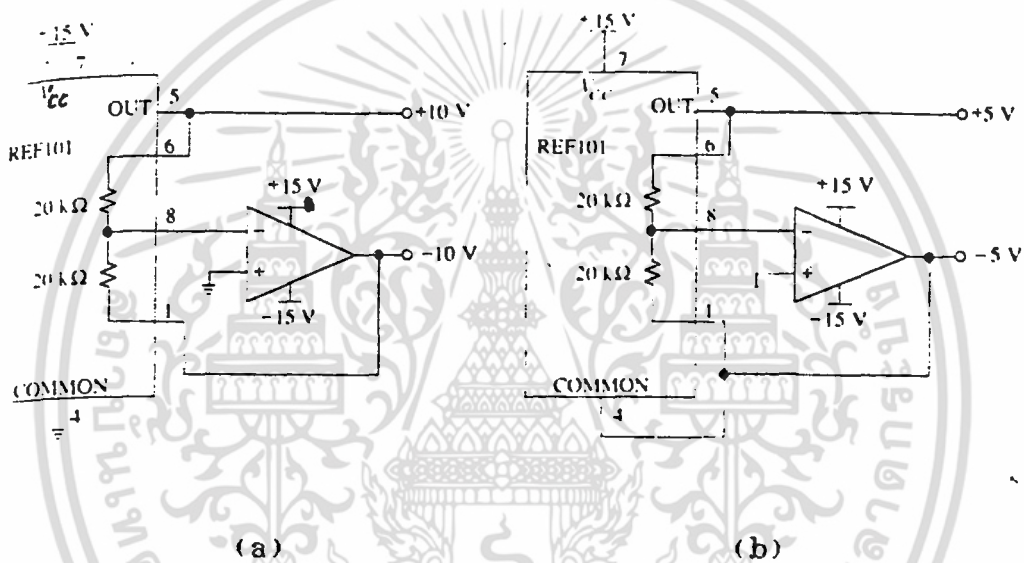 -15 V
7
VCC
OUT
5
+10 V
6
REF101
20 kΩ
+15 V
8
−
+
-10 V
20 kΩ
-15 V
1
COMMON
4
(a)
+15 V
7
VCC
OUT
5
+5 V
6
REF101
20 kΩ
+15 V
8
−
+
-5 V
20 kΩ
-15 V
1
COMMON
4
(b)